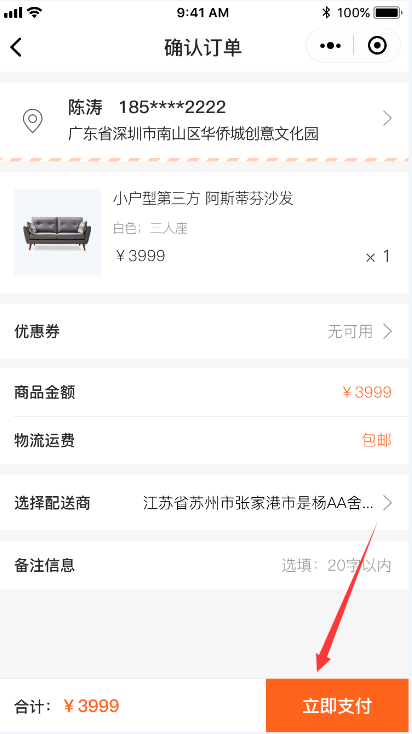 9:41 AM 100%
确认订单
陈涛 185****2222
广东省深圳市南山区华侨城创意文化园
小户型第三方 阿斯蒂芬沙发
白色；三人座
￥3999 × 1
优惠券 无可用
商品金额 ￥3999
物流运费 包邮
选择配送商 江苏省苏州市张家港市是杨AA舍...
备注信息 选填：20字以内
合计：￥3999 立即支付